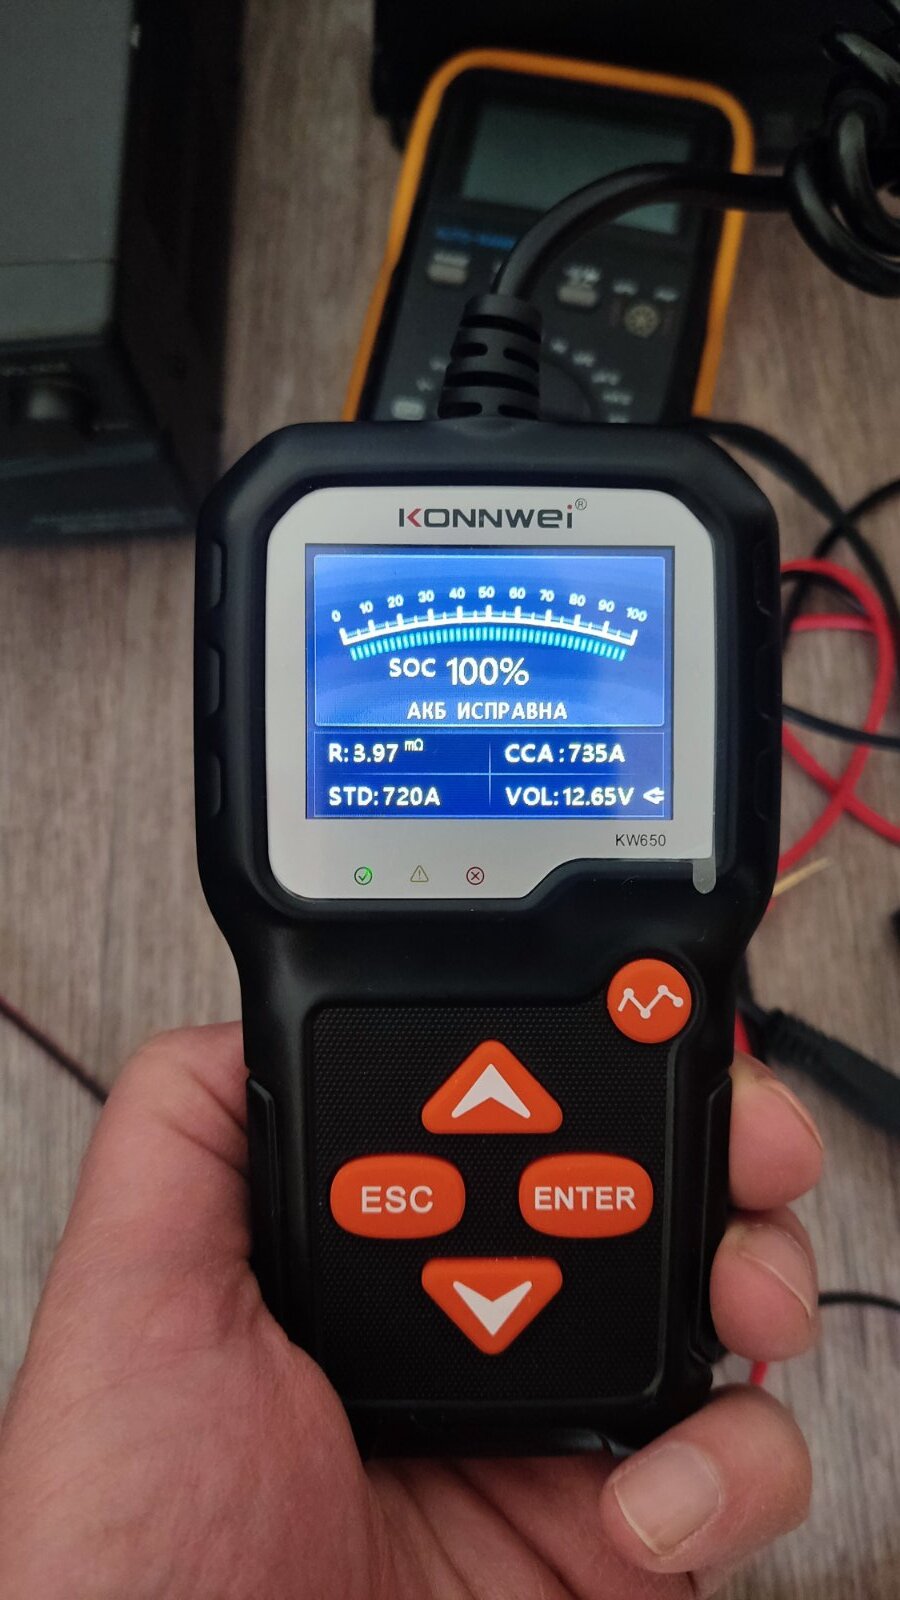 KONNWEI®
0 10 20 30 40 50 60 70 80 90 100
SOC 100%
АКБ ИСПРАВНА
R: 3.97 mΩ
CCA : 735A
STD: 720A
VOL: 12.65V
KW650
ESC
ENTER